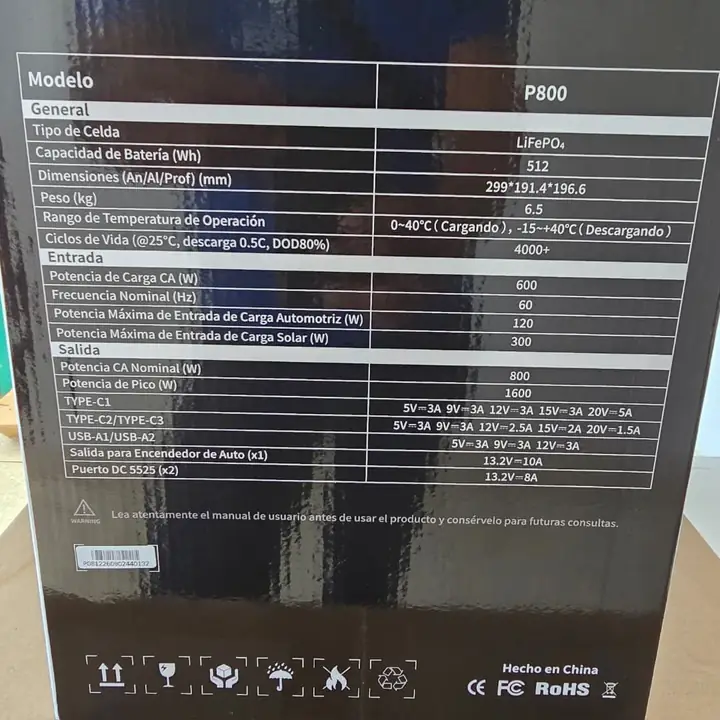 Modelo P800
General
Tipo de Celda LiFePO₄
Capacidad de Batería (Wh) 512
Dimensiones (An/Al/Prof) (mm) 299*191.4*196.6
Peso (kg) 6.5
Rango de Temperatura de Operación 0~40℃ ( Cargando ) , -15~+40℃ ( Descargando )
Ciclos de Vida (@25°C, descarga 0.5C, DOD80%) 4000+
Entrada
Potencia de Carga CA (W) 600
Frecuencia Nominal (Hz) 60
Potencia Máxima de Entrada de Carga Automotriz (W) 120
Potencia Máxima de Entrada de Carga Solar (W) 300
Salida
Potencia CA Nominal (W) 800
Potencia de Pico (W) 1600
TYPE-C1 5V⎓3A 9V⎓3A 12V⎓3A 15V⎓3A 20V⎓5A
TYPE-C2/TYPE-C3 5V⎓3A 9V⎓3A 12V⎓2.5A 15V⎓2A 20V⎓1.5A
USB-A1/USB-A2 5V⎓3A 9V⎓3A 12V⎓3A
Salida para Encendedor de Auto (x1) 13.2V⎓10A
Puerto DC 5525 (x2) 13.2V⎓8A
WARNING
Lea atentamente el manual de usuario antes de usar el producto y consérvelo para futuras consultas.
Hecho en China
CE FC RoHS